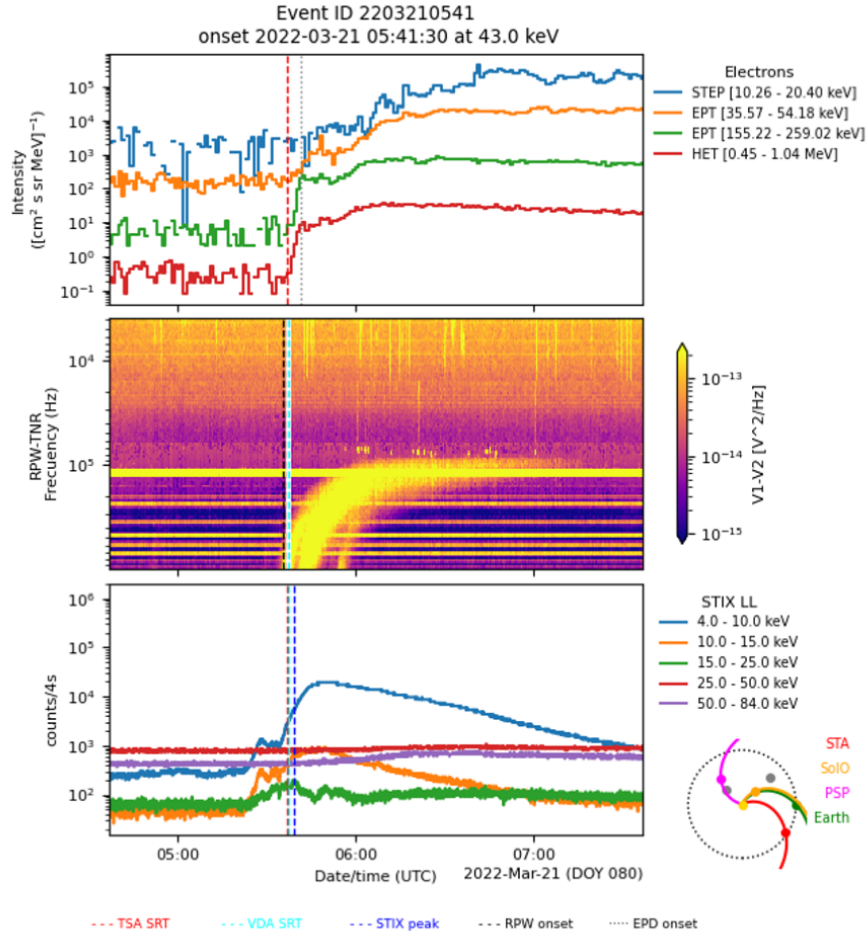 Event ID 2203210541
onset 2022-03-21 05:41:30 at 43.0 keV
Intensity
([cm² s sr MeV]⁻¹)
10⁵
10⁴
10³
10²
10¹
10⁰
10⁻¹
Electrons
STEP [10.26 - 20.40 keV]
EPT [35.57 - 54.18 keV]
EPT [155.22 - 259.02 keV]
HET [0.45 - 1.04 MeV]
RPW-TNR
Frecuency (Hz)
10⁴
10⁵
10⁻¹³
10⁻¹⁴
10⁻¹⁵
V1-V2 [V^2/Hz]
counts/4s
10⁶
10⁵
10⁴
10³
10²
STIX LL
4.0 - 10.0 keV
10.0 - 15.0 keV
15.0 - 25.0 keV
25.0 - 50.0 keV
50.0 - 84.0 keV
STA
SolO
PSP
Earth
05:00 06:00 07:00
Date/time (UTC) 2022-Mar-21 (DOY 080)
TSA SRT VDA SRT STIX peak RPW onset EPD onset